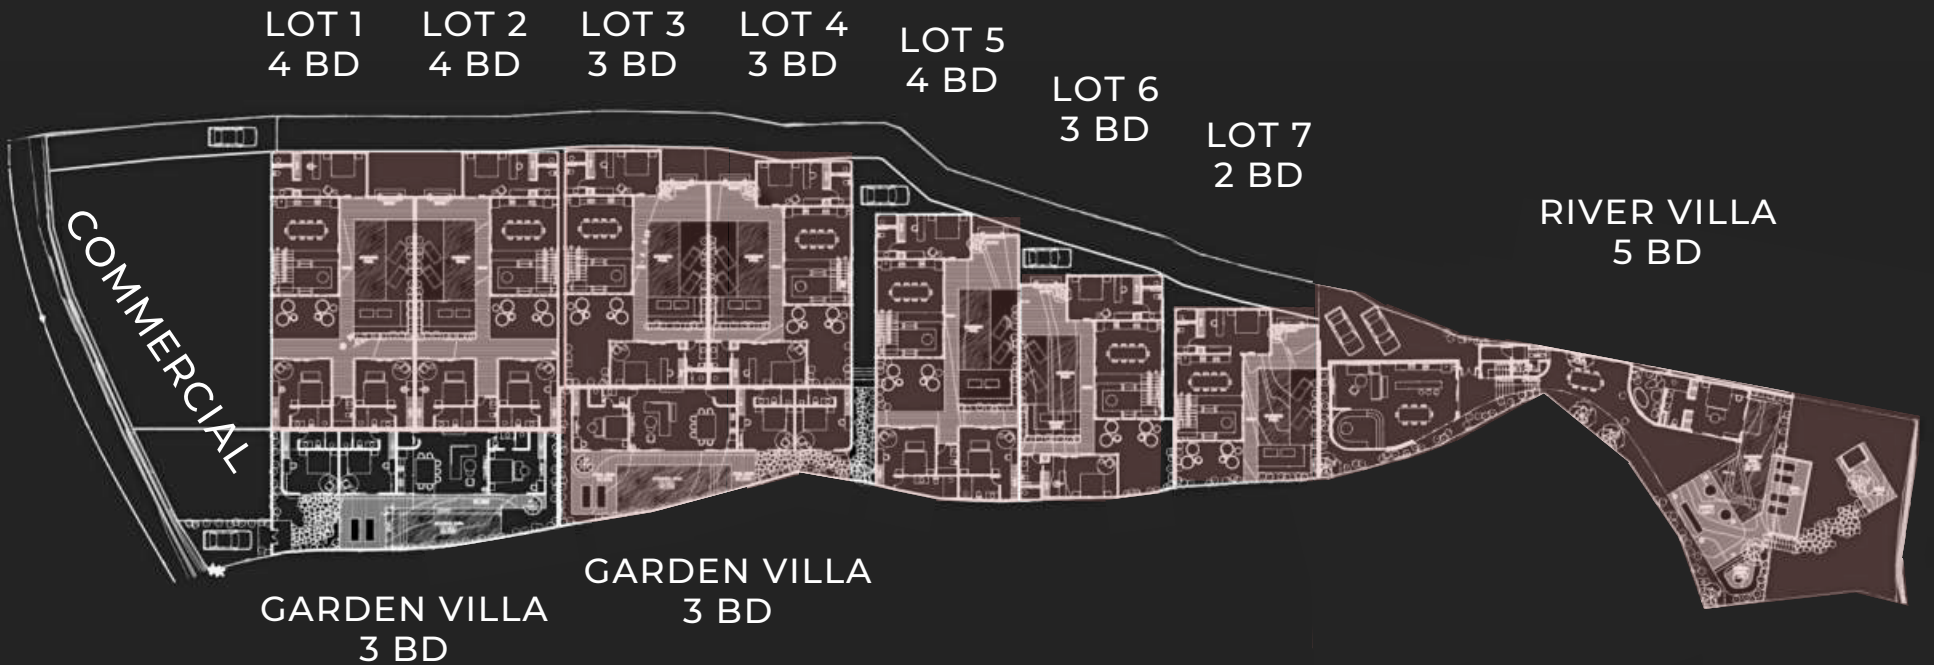 LOT 1
4 BD
LOT 2
4 BD
LOT 3
3 BD
LOT 4
3 BD
LOT 5
4 BD
LOT 6
3 BD
LOT 7
2 BD
RIVER VILLA
5 BD
COMMERCIAL
GARDEN VILLA
3 BD
GARDEN VILLA
3 BD